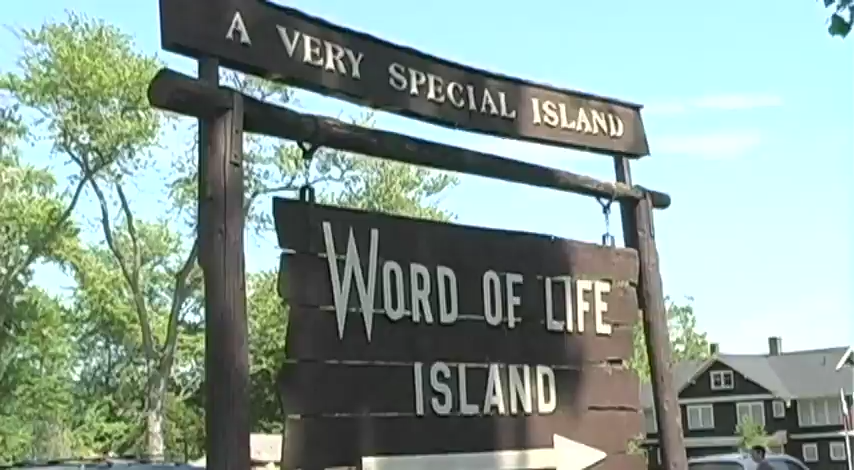 A VERY SPECIAL ISLAND
WORD OF LIFE
ISLAND